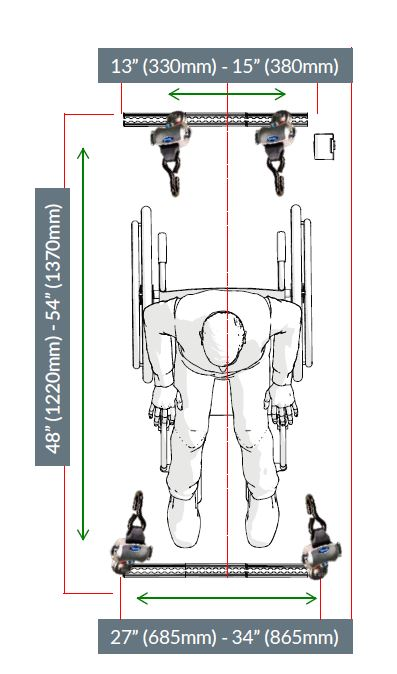 13” (330mm) - 15” (380mm)
48” (1220mm) - 54” (1370mm)
27” (685mm) - 34” (865mm)